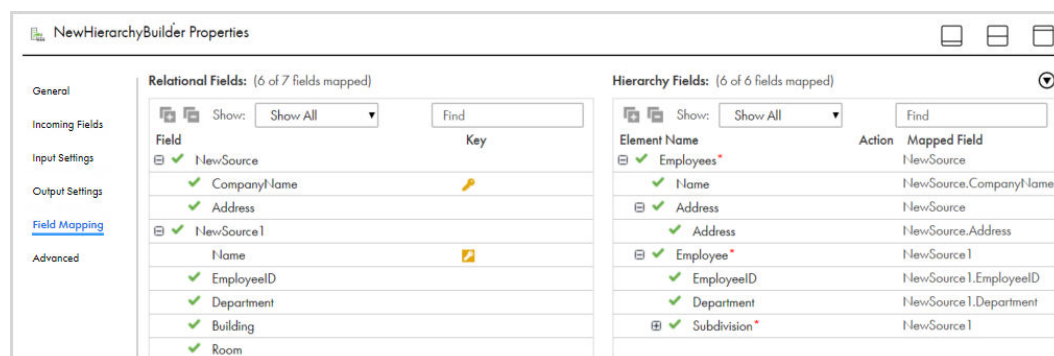 NewHierarchyBuilder Properties
General
Incoming Fields
Input Settings
Output Settings
Field Mapping
Advanced
Relational Fields: (6 of 7 fields mapped)
Show: Show All Find
Field Key
NewSource
CompanyName
Address
NewSource1
Name
EmployeeID
Department
Building
Room
Hierarchy Fields: (6 of 6 fields mapped)
Show: Show All Find
Element Name Action Mapped Field
Employees* NewSource
Name NewSource.CompanyName
Address NewSource
Address NewSource.Address
Employee* NewSource1
EmployeeID NewSource1.EmployeeID
Department NewSource1.Department
Subdivision* NewSource1